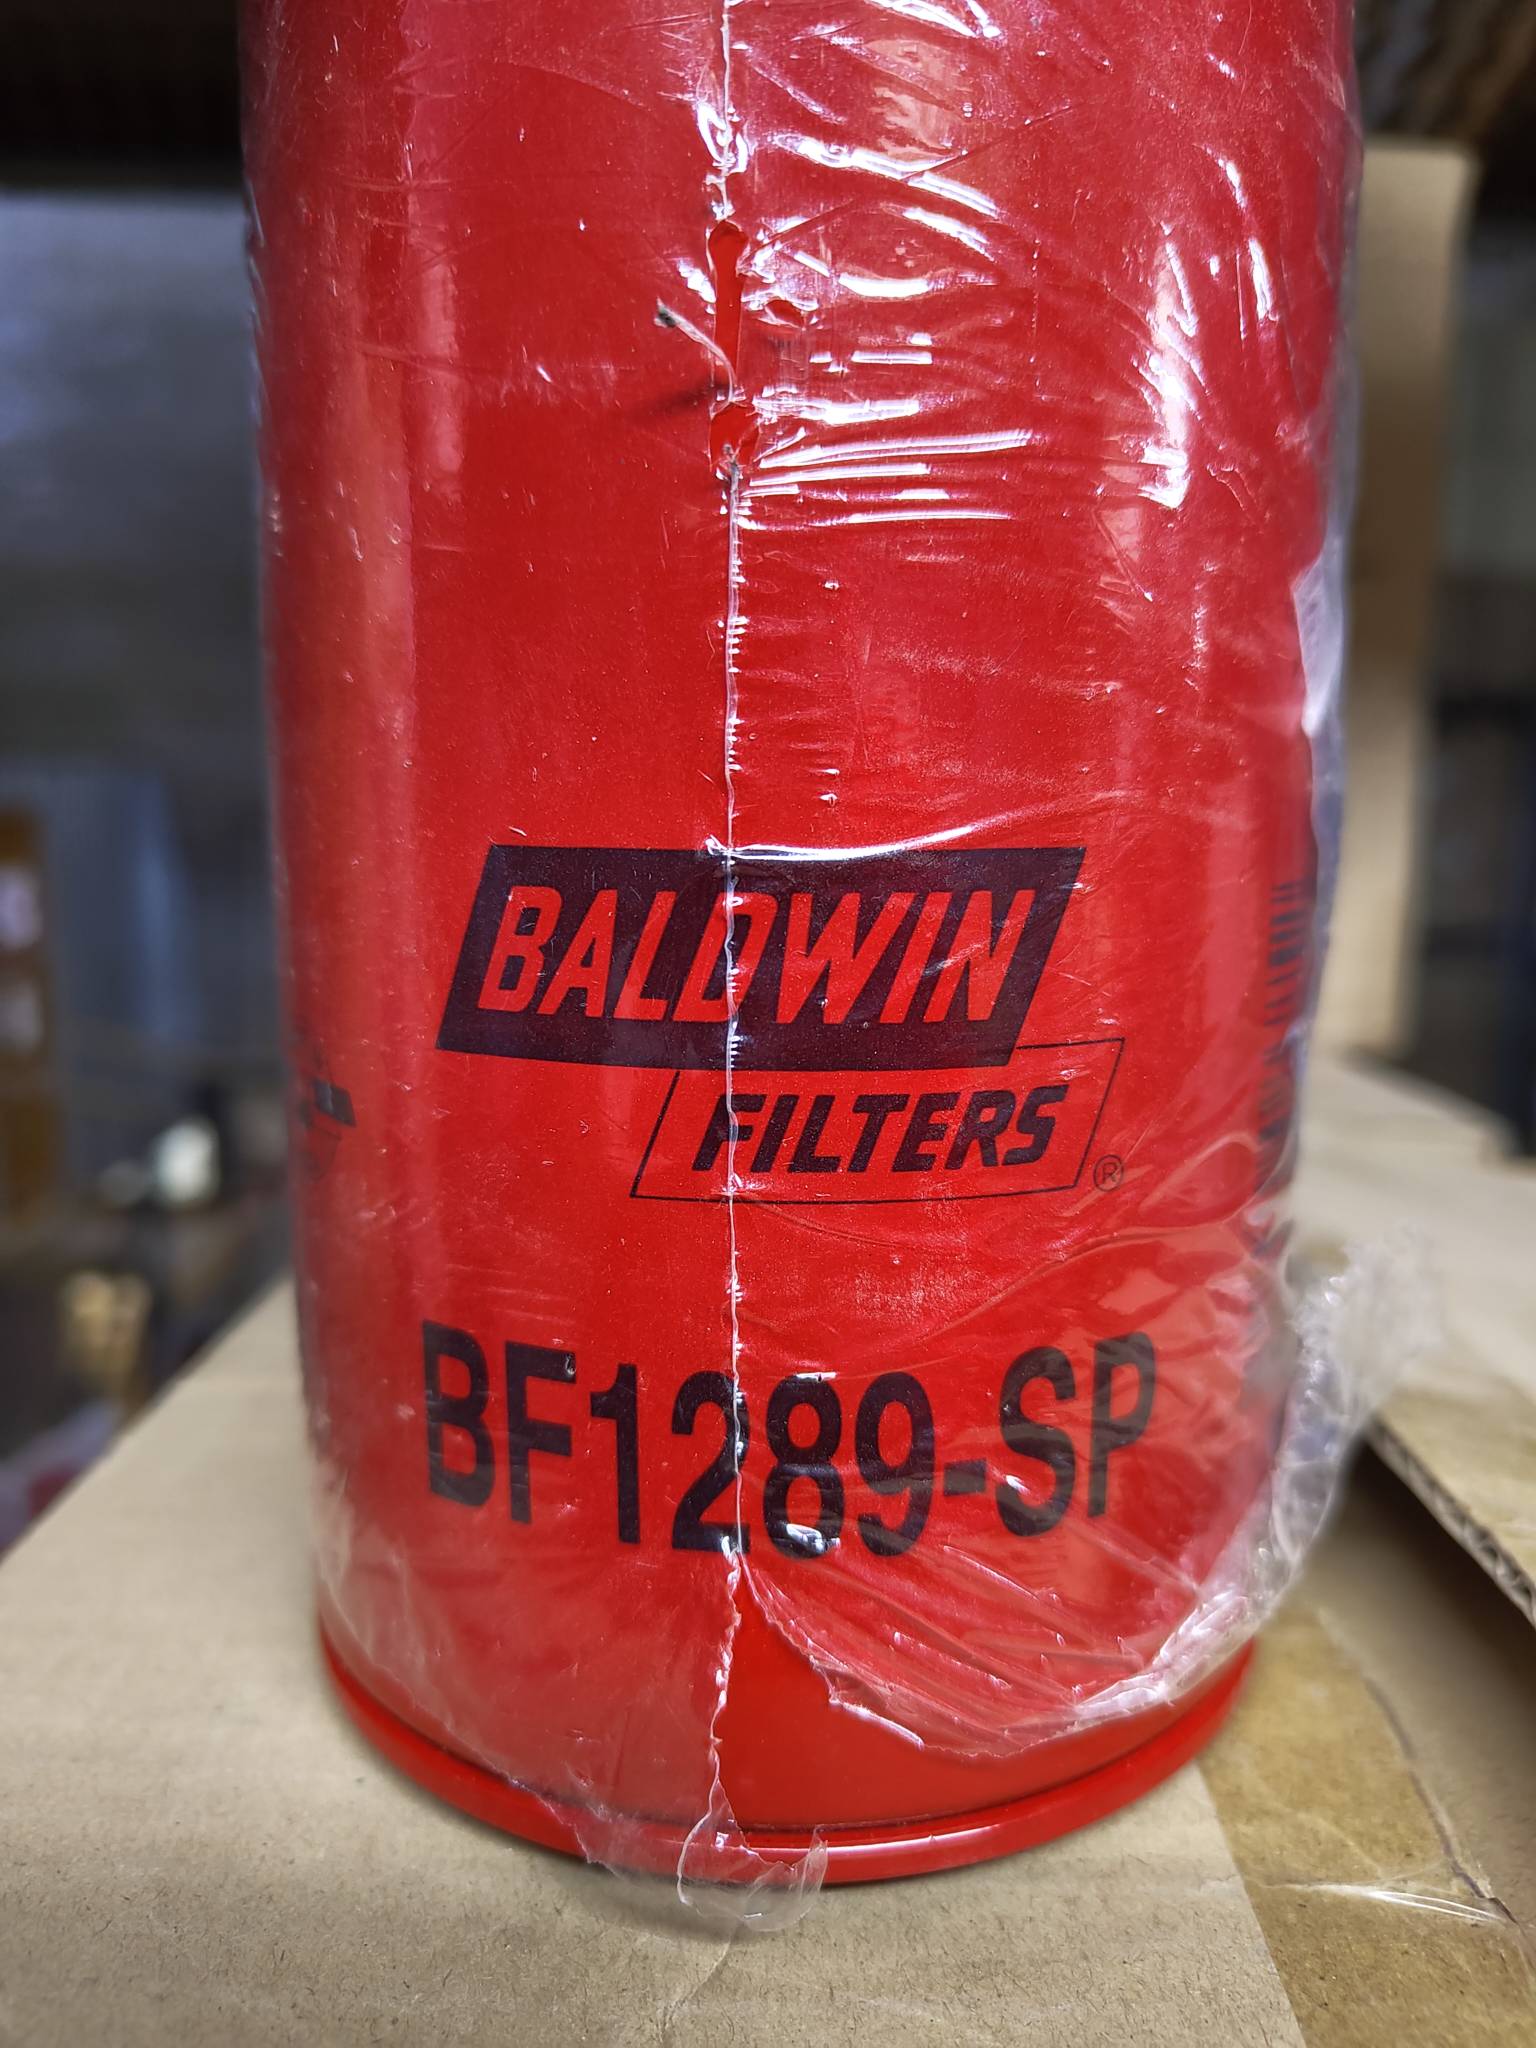 BALDWIN
FILTERS
®
BF1289-SP